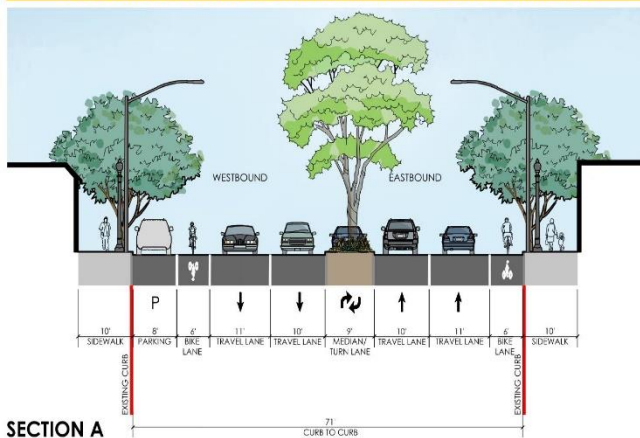 WESTBOUND
EASTBOUND
P
10' 8' 6' 11' 10' 9' 10' 11' 6' 10'
SIDEWALK PARKING BIKE LANE TRAVEL LANE TRAVEL LANE MEDIAN/ TURN LANE TRAVEL LANE TRAVEL LANE BIKE LANE SIDEWALK
EXISTING CURB
EXISTING CURB
71'
CURB TO CURB
SECTION A